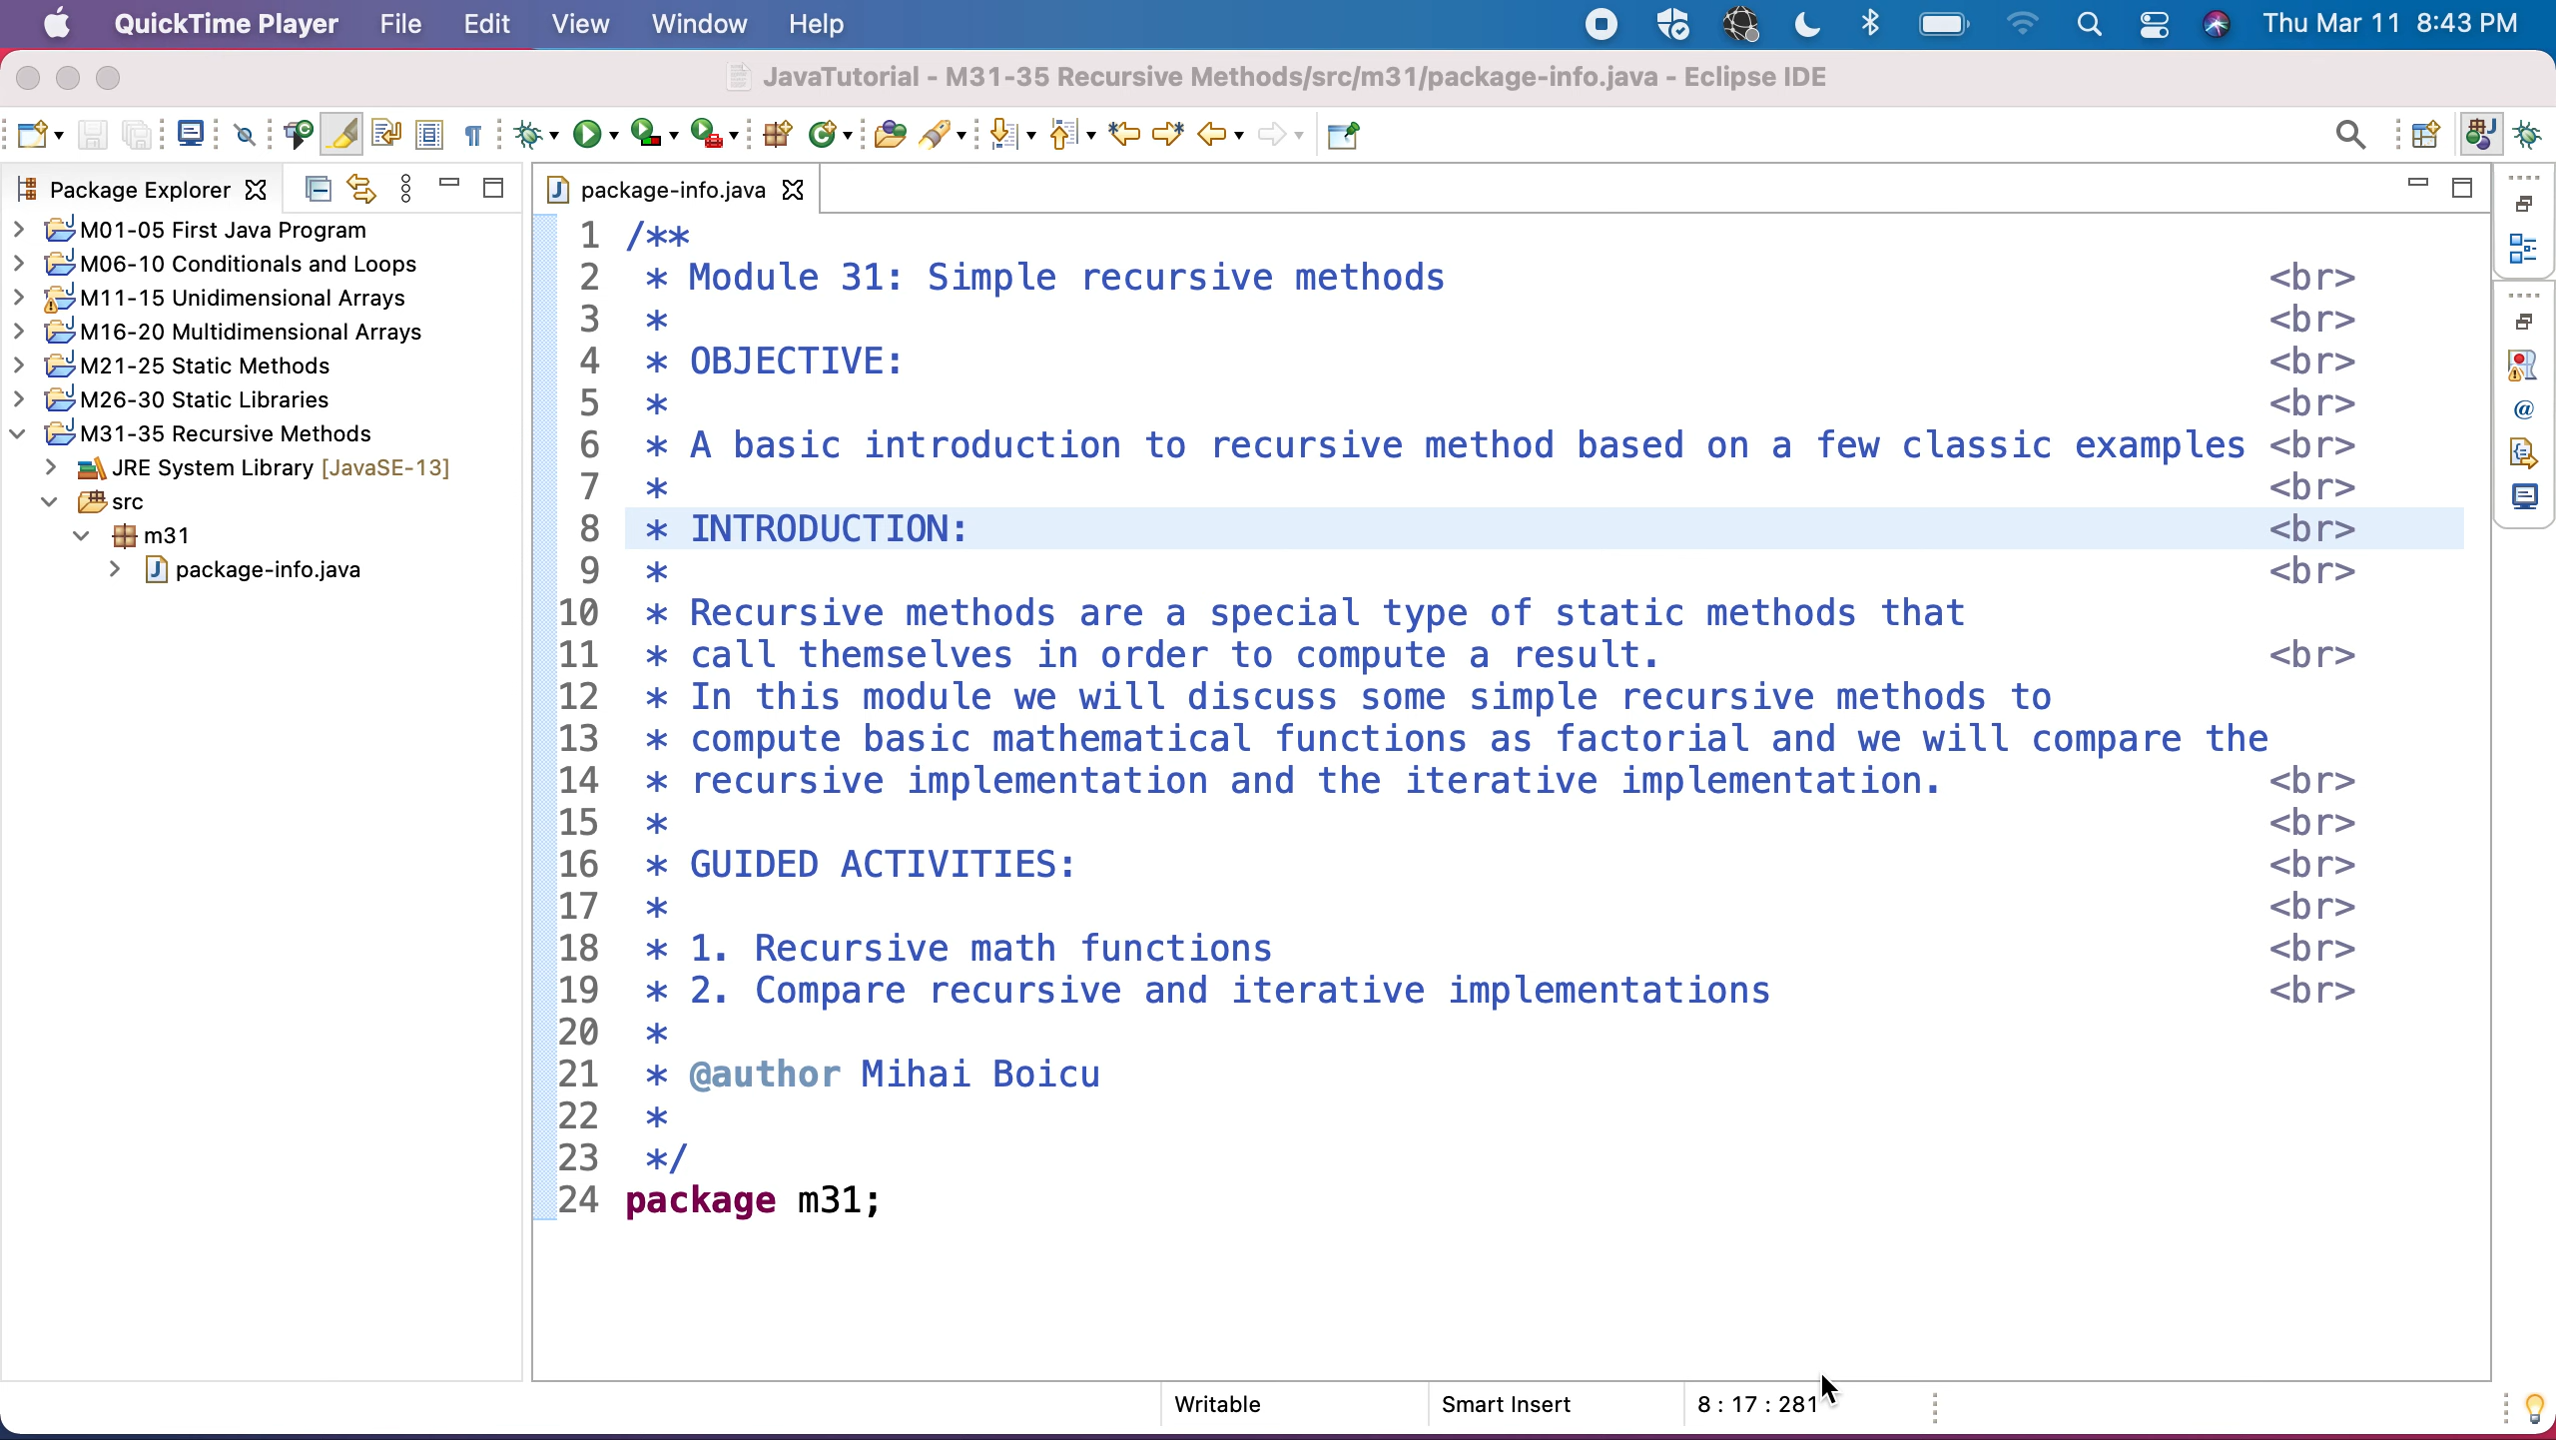 QuickTime Player File Edit View Window Help Thu Mar 11 8:43 PM
JavaTutorial - M31-35 Recursive Methods/src/m31/package-info.java - Eclipse IDE
Package Explorer
M01-05 First Java Program
M06-10 Conditionals and Loops
M11-15 Unidimensional Arrays
M16-20 Multidimensional Arrays
M21-25 Static Methods
M26-30 Static Libraries
M31-35 Recursive Methods
JRE System Library [JavaSE-13]
src
m31
package-info.java
package-info.java
1 /**
2 * Module 31: Simple recursive methods <br>
3 * <br>
4 * OBJECTIVE: <br>
5 * <br>
6 * A basic introduction to recursive method based on a few classic examples <br>
7 * <br>
8 * INTRODUCTION: <br>
9 * <br>
10 * Recursive methods are a special type of static methods that
11 * call themselves in order to compute a result. <br>
12 * In this module we will discuss some simple recursive methods to
13 * compute basic mathematical functions as factorial and we will compare the
14 * recursive implementation and the iterative implementation. <br>
15 * <br>
16 * GUIDED ACTIVITIES: <br>
17 * <br>
18 * 1. Recursive math functions <br>
19 * 2. Compare recursive and iterative implementations <br>
20 *
21 * @author Mihai Boicu
22 *
23 */
24 package m31;
Writable Smart Insert 8 : 17 : 281